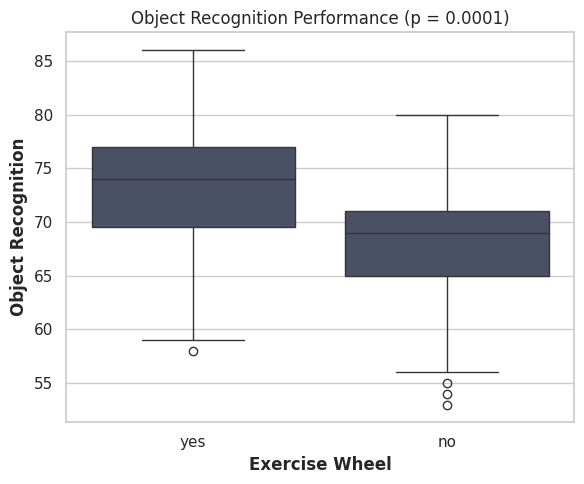 Object Recognition Performance (p = 0.0001)
Object Recognition
85
80
75
70
65
60
55
yes
no
Exercise Wheel